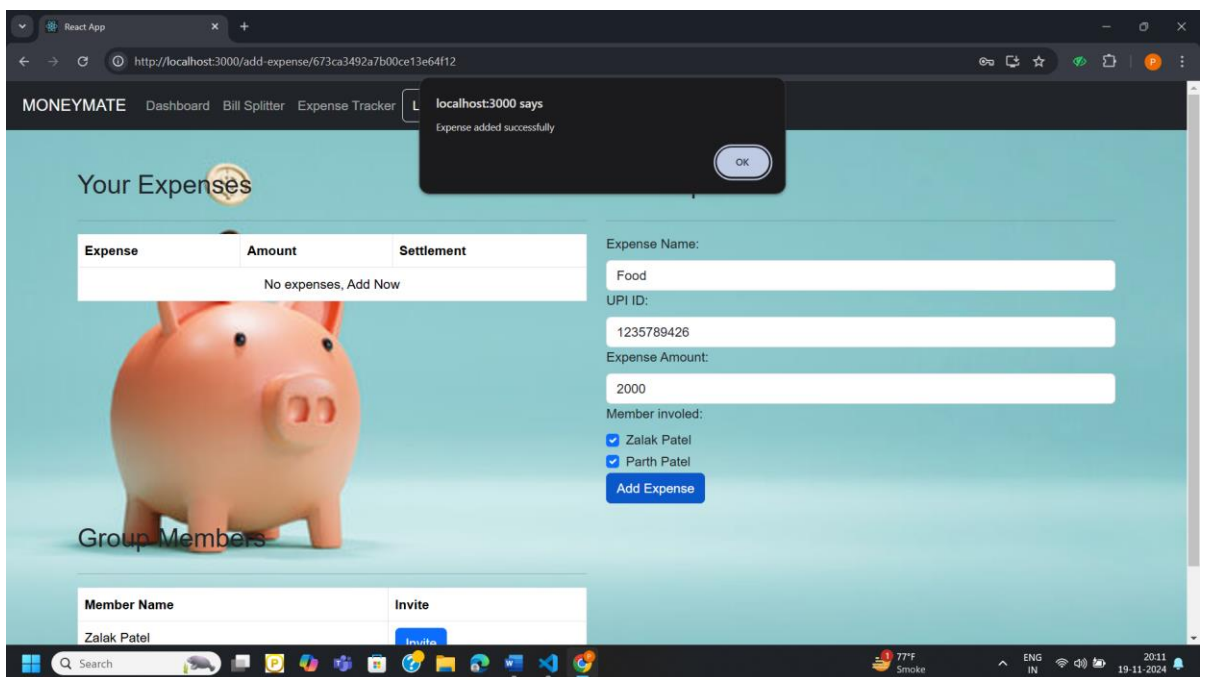 React App
http://localhost:3000/add-expense/673ca3492a7b00ce13e64f12
MONEYMATE Dashboard Bill Splitter Expense Tracker L
localhost:3000 says
Expense added successfully
OK
Your Expenses
Expense Amount Settlement
No expenses, Add Now
Expense Name:
Food
UPI ID:
1235789426
Expense Amount:
2000
Member involed:
Zalak Patel
Parth Patel
Add Expense
Group Members
Member Name Invite
Zalak Patel Invite
Search
77°F
Smoke
ENG
IN
20:11
19-11-2024